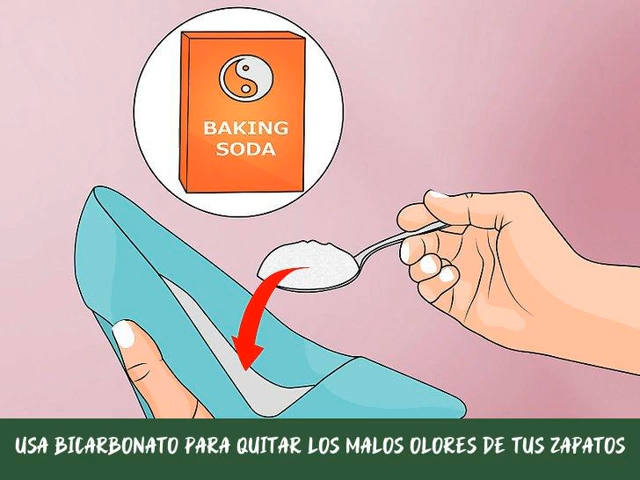 BAKING
SODA
USA BICARBONATO PARA QUITAR LOS MALOS OLORES DE TUS ZAPATOS